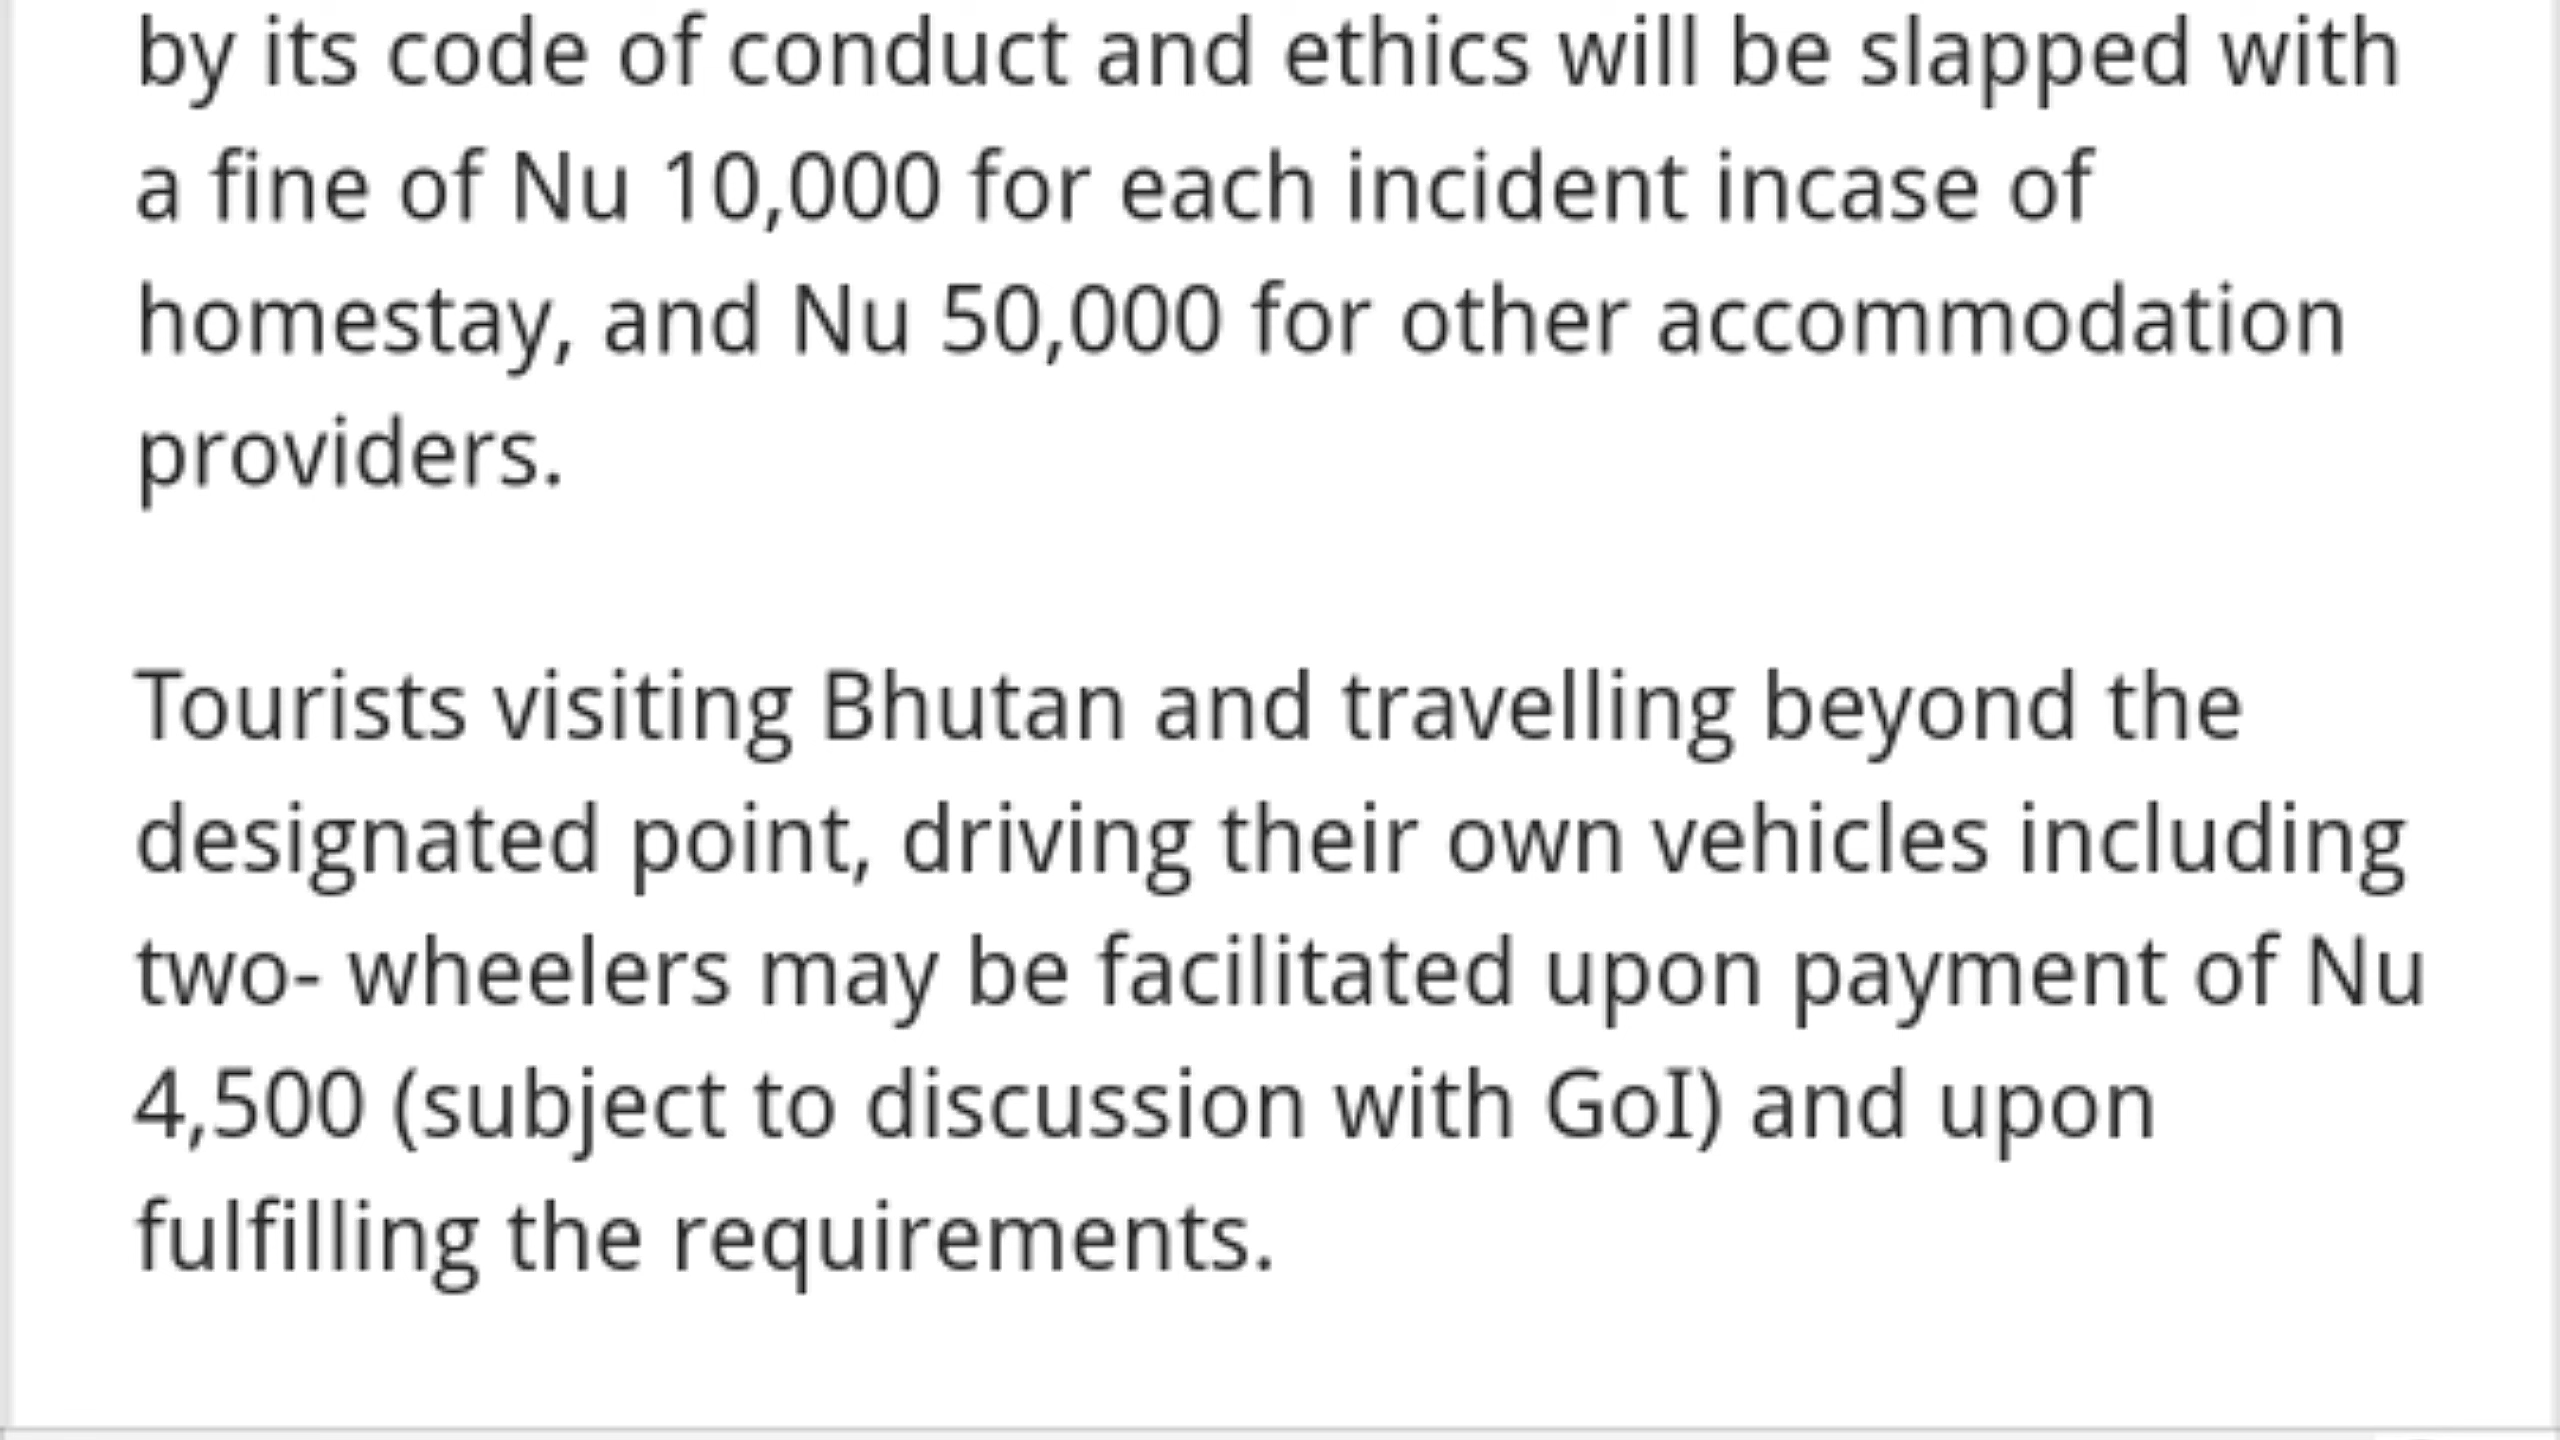 by its code of conduct and ethics will be slapped with
a fine of Nu 10,000 for each incident incase of
homestay, and Nu 50,000 for other accommodation
providers.
Tourists visiting Bhutan and travelling beyond the
designated point, driving their own vehicles including
two- wheelers may be facilitated upon payment of Nu
4,500 (subject to discussion with GoI) and upon
fulfilling the requirements.